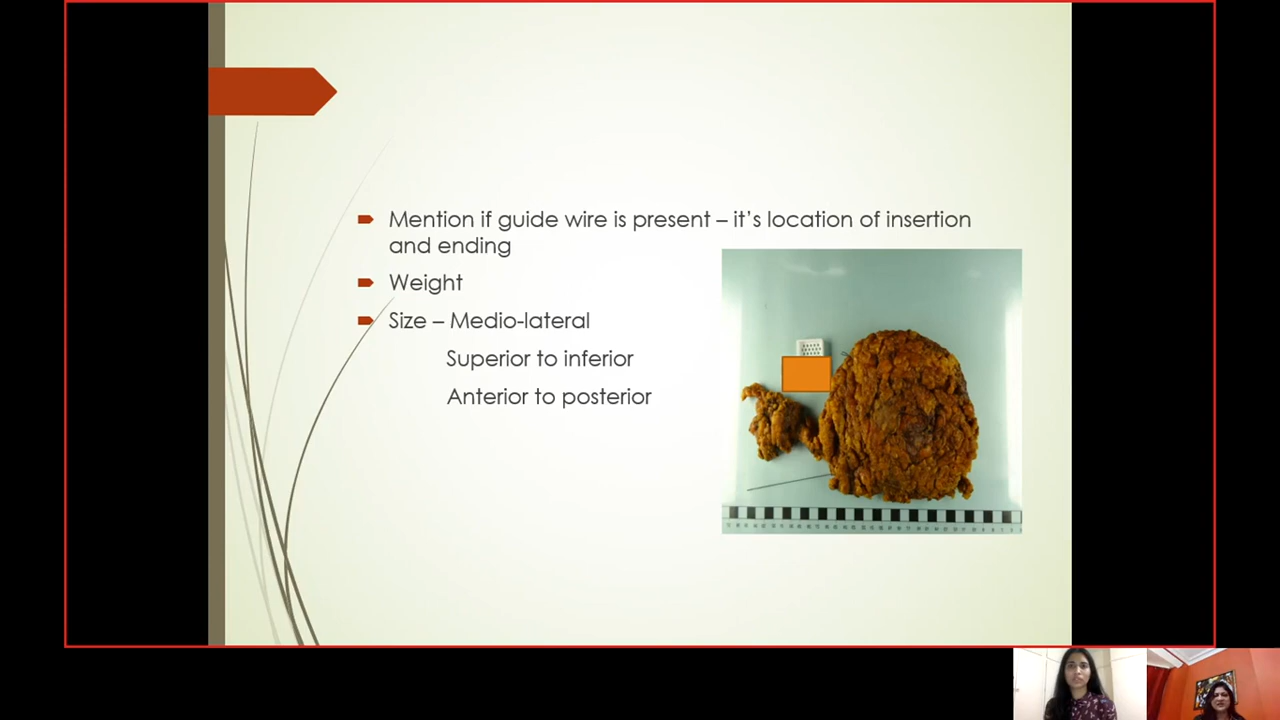 Mention if guide wire is present – it’s location of insertion
and ending
Weight
Size – Medio-lateral
Superior to inferior
Anterior to posterior